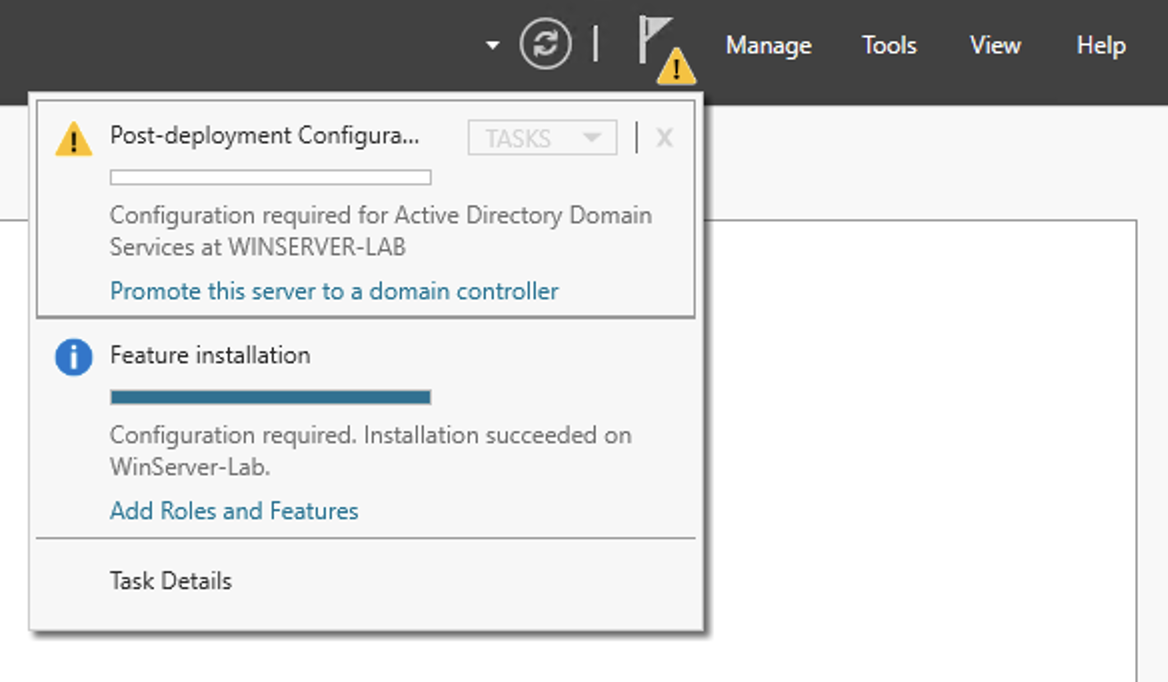 Manage Tools View Help
Post-deployment Configura... TASKS X
Configuration required for Active Directory Domain
Services at WINSERVER-LAB
Promote this server to a domain controller
Feature installation
Configuration required. Installation succeeded on
WinServer-Lab.
Add Roles and Features
Task Details